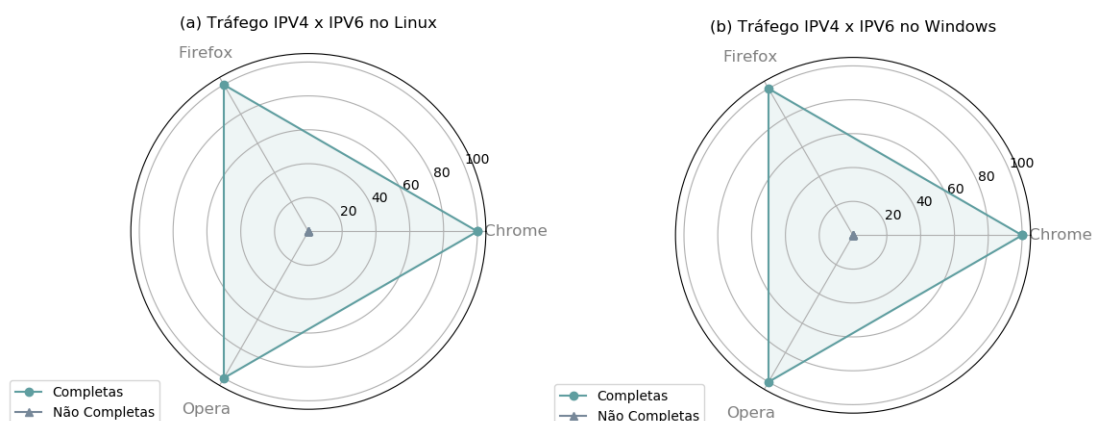 (a) Tráfego IPV4 x IPV6 no Linux
Firefox
100
80
60
40
20
Chrome
Opera
Completas
Não Completas
(b) Tráfego IPV4 x IPV6 no Windows
Firefox
100
80
60
40
20
Chrome
Opera
Completas
Não Completas